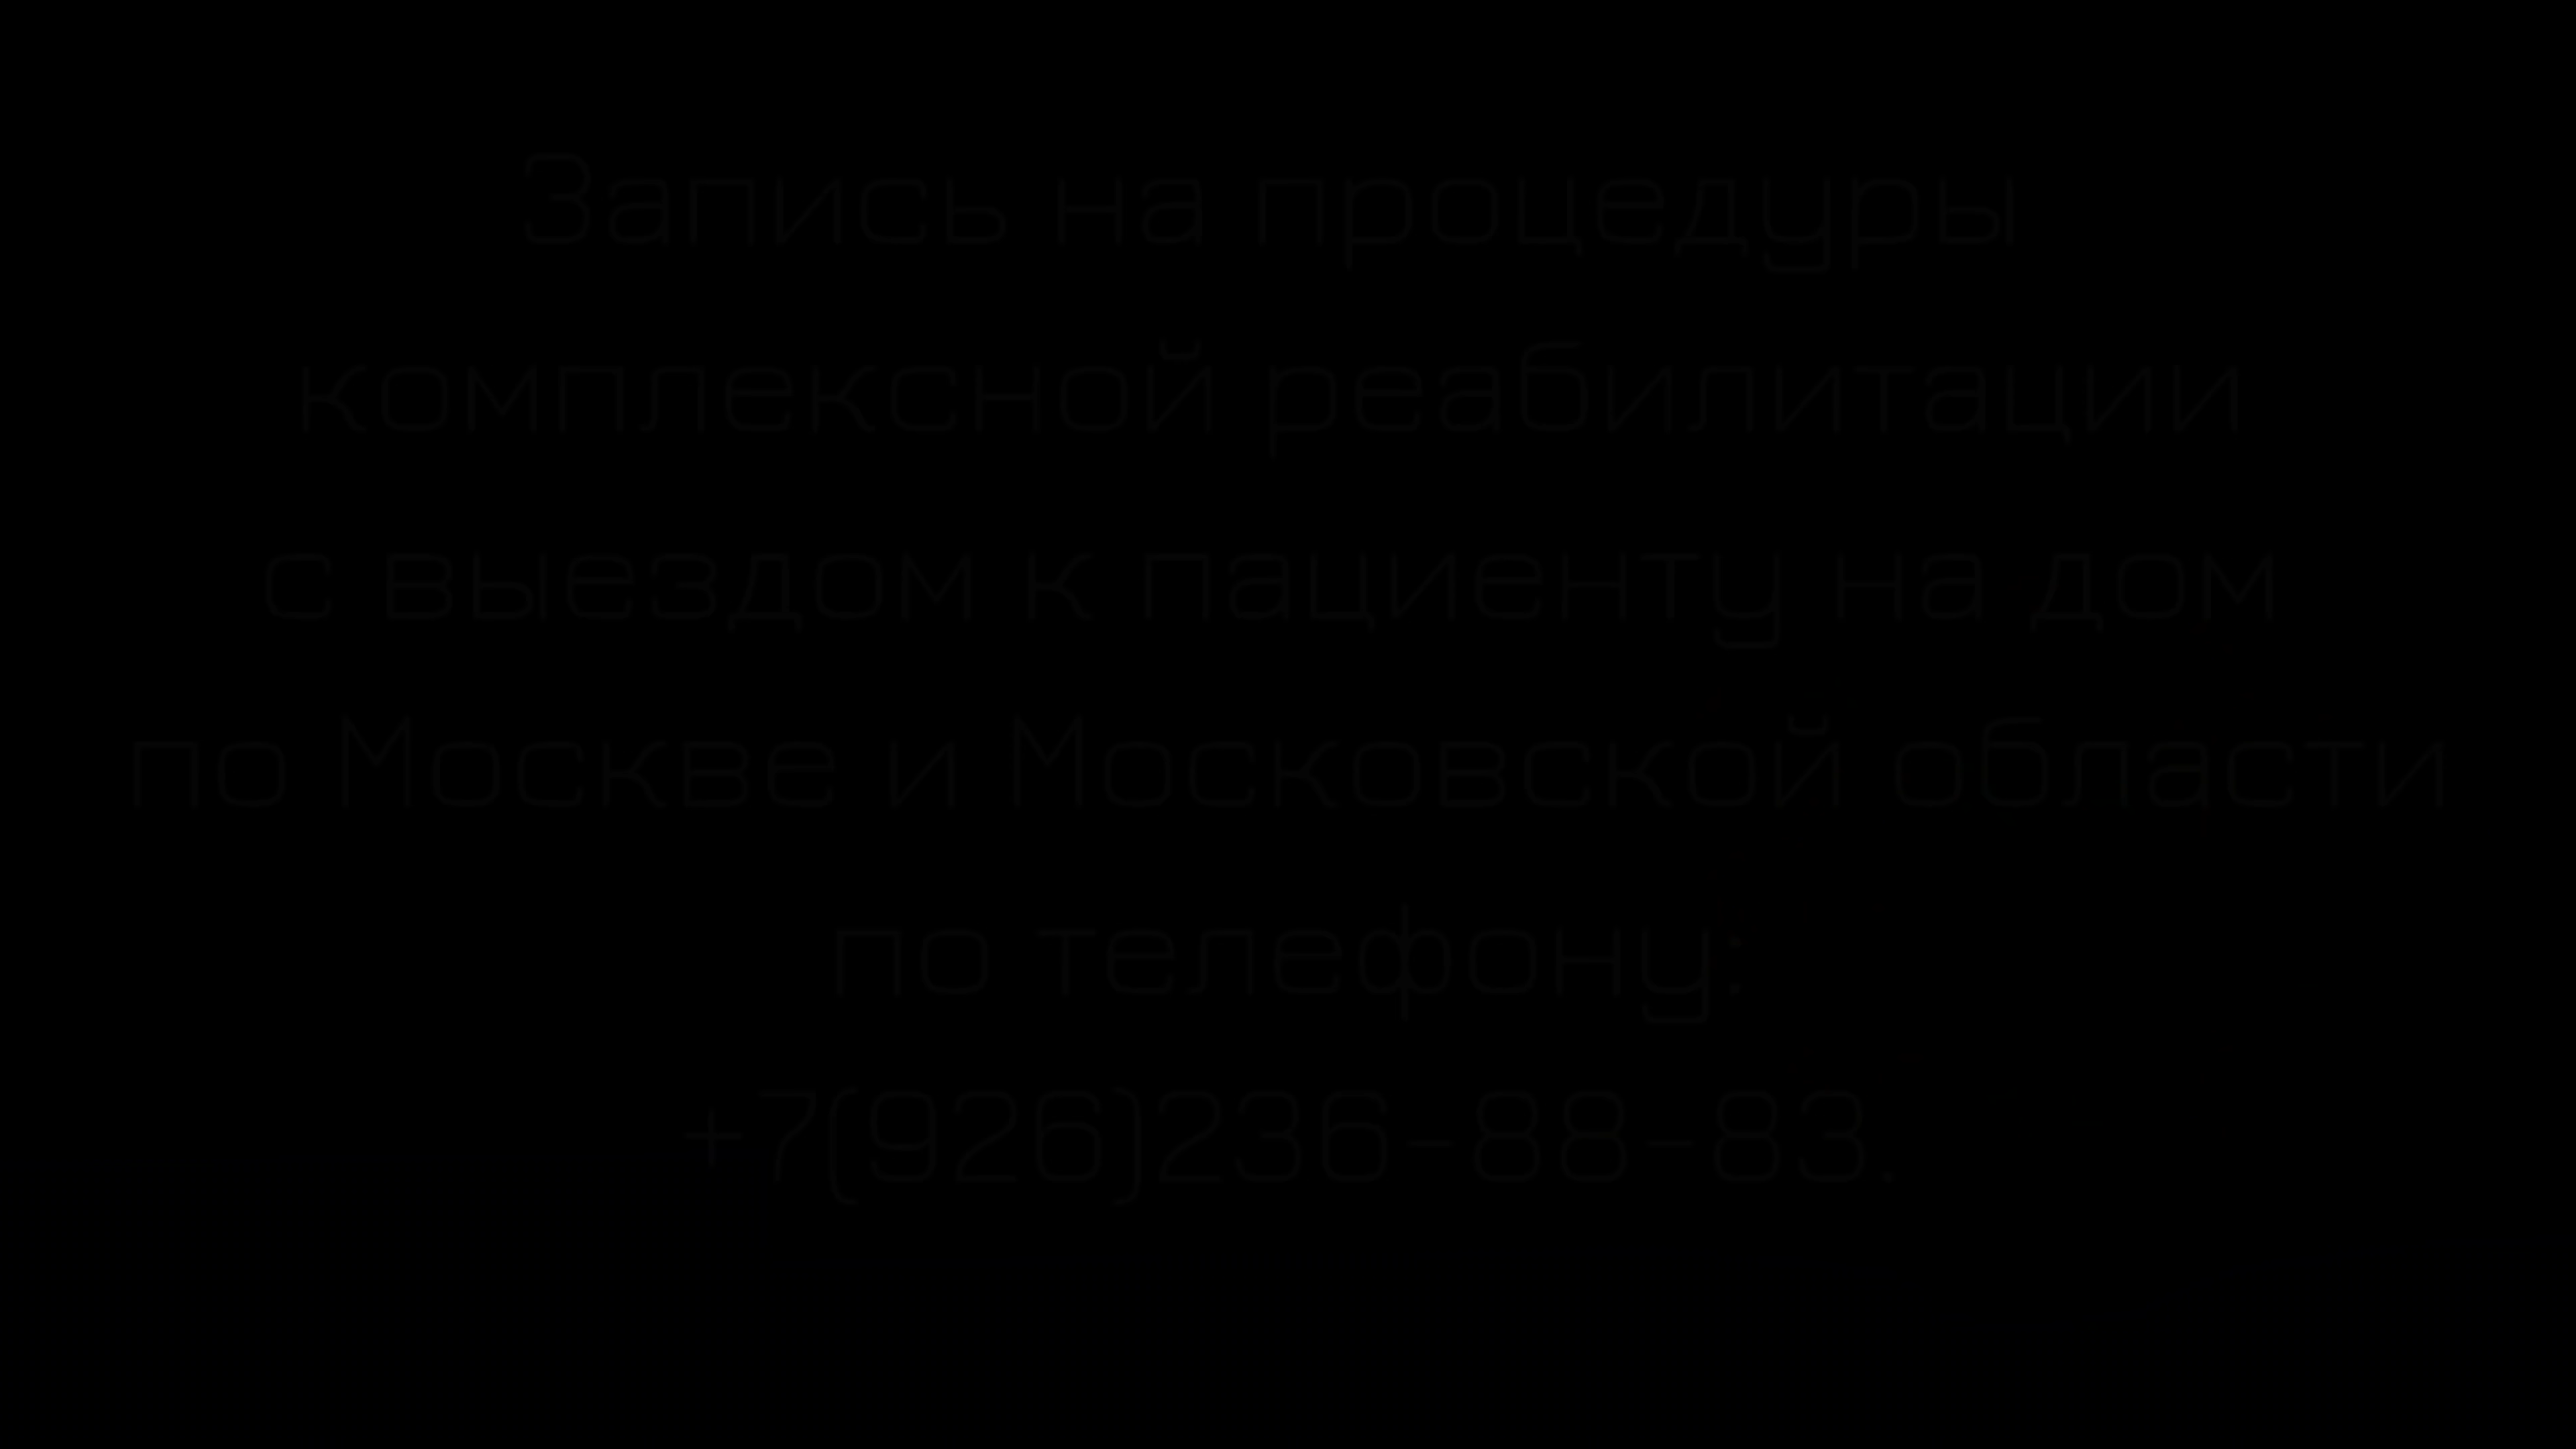 Запись на процедуры
комплексной реабилитации
с выездом к пациенту на дом
по Москве и Московской области
по телефону:
+7(926)236-88-83.